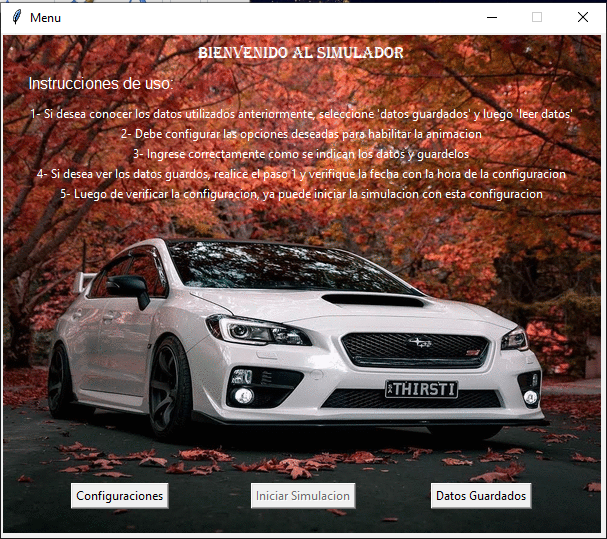 Menu
BIENVENIDO AL SIMULADOR
Instrucciones de uso:
1- Si desea conocer los datos utilizados anteriormente, seleccione 'datos guardados' y luego 'leer datos'
2- Debe configurar las opciones deseadas para habilitar la animacion
3- Ingrese correctamente como se indican los datos y guardelos
4- Si desea ver los datos guardos, realice el paso 1 y verifique la fecha con la hora de la configuracion
5- Luego de verificar la configuracion, ya puede iniciar la simulacion con esta configuracion
THIRSTI
Configuraciones
Iniciar Simulacion
Datos Guardados